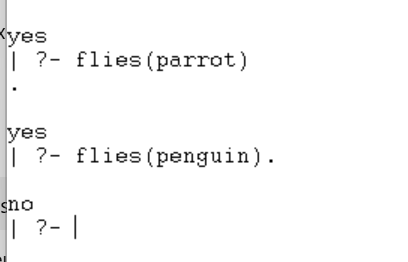 yes
| ?- flies(parrot)
.
yes
| ?- flies(penguin).
no
| ?-